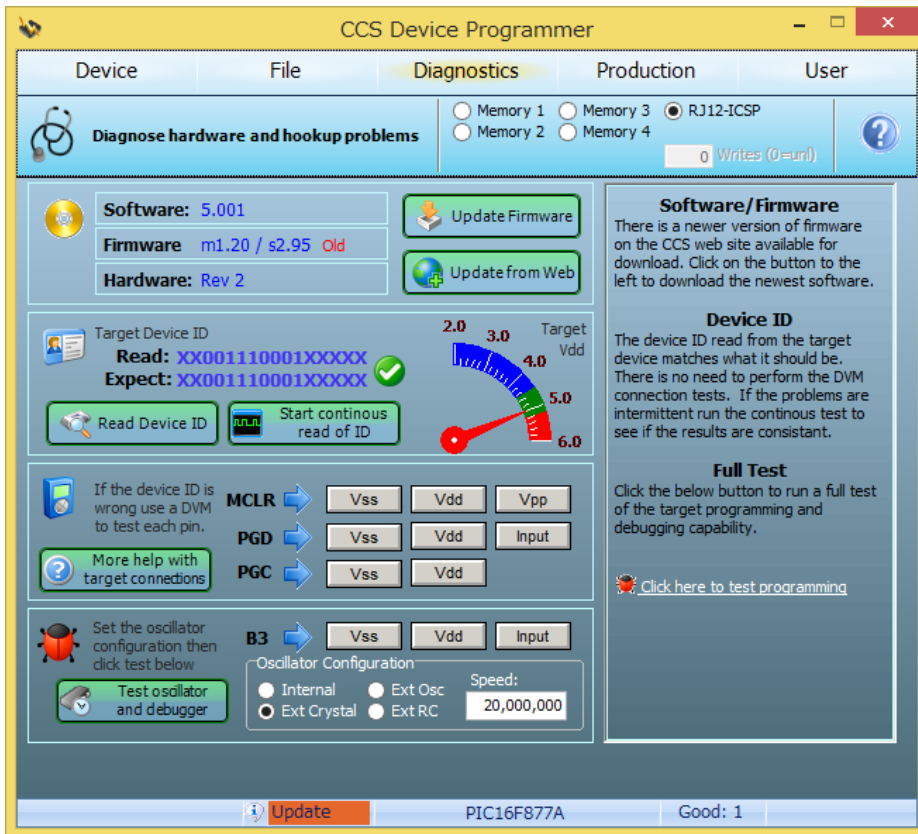 CCS Device Programmer
Device File Diagnostics Production User
Diagnose hardware and hookup problems
Memory 1 Memory 3 RJ12-ICSP
Memory 2 Memory 4
0 Writes (0=unl)
Software: 5.001
Update Firmware
Firmware m1.20 / s2.95 Old
Hardware: Rev 2
Update from Web
Target Device ID
Read: XX001110001XXXXX
Expect: XX001110001XXXXX
Read Device ID
Start continous
read of ID
2.0 3.0 4.0 5.0 6.0
Target
Vdd
If the device ID is
wrong use a DVM
to test each pin.
More help with
target connections
MCLR Vss Vdd Vpp
PGD Vss Vdd Input
PGC Vss Vdd
Set the oscillator
configuration then
click test below
Test oscillator
and debugger
B3 Vss Vdd Input
Oscillator Configuration
Internal Ext Osc
Ext Crystal Ext RC
Speed:
20,000,000
Software/Firmware
There is a newer version of firmware
on the CCS web site available for
download. Click on the button to the
left to download the newest software.
Device ID
The device ID read from the target
device matches what it should be.
There is no need to perform the DVM
connection tests. If the problems are
intermittent run the continous test to
see if the results are consistant.
Full Test
Click the below button to run a full test
of the target programming and
debugging capability.
Click here to test programming
Update PIC16F877A Good: 1